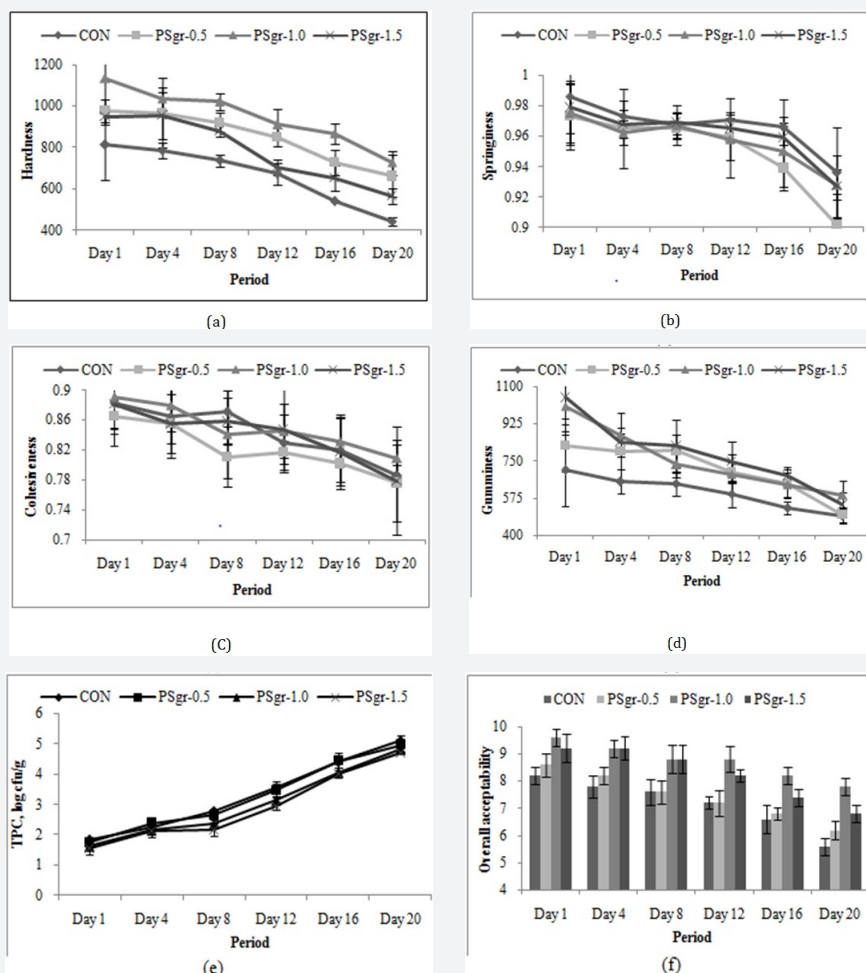 CON PSgr-0.5 PSgr-1.0 PSgr-1.5
Hardness
1200
1000
800
600
400
Day 1 Day 4 Day 8 Day 12 Day 16 Day 20
Period
(a)
CON PSgr-0.5 PSgr-1.0 PSgr-1.5
Springiness
1
0.98
0.96
0.94
0.92
0.9
Day 1 Day 4 Day 8 Day 12 Day 16 Day 20
Period
(b)
CON PSgr-0.5 PSgr-1.0 PSgr-1.5
Cohesieness
0.9
0.86
0.82
0.78
0.74
0.7
Day 1 Day 4 Day 8 Day 12 Day 16 Day 20
Period
(C)
CON PSgr-0.5 PSgr-1.0 PSgr-1.5
Gumminess
1100
925
750
575
400
Day 1 Day 4 Day 8 Day 12 Day 16 Day 20
Period
(d)
CON PSgr-0.5 PSgr-1.0 PSgr-1.5
TPC, log cfu/g
6
5
4
3
2
1
0
Day 1 Day 4 Day 8 Day 12 Day 16 Day 20
Period
(e)
CON PSgr-0.5 PSgr-1.0 PSgr-1.5
Overall acceptability
10
9
8
7
6
5
4
Day 1 Day 4 Day 8 Day 12 Day 16 Day 20
Period
(f)